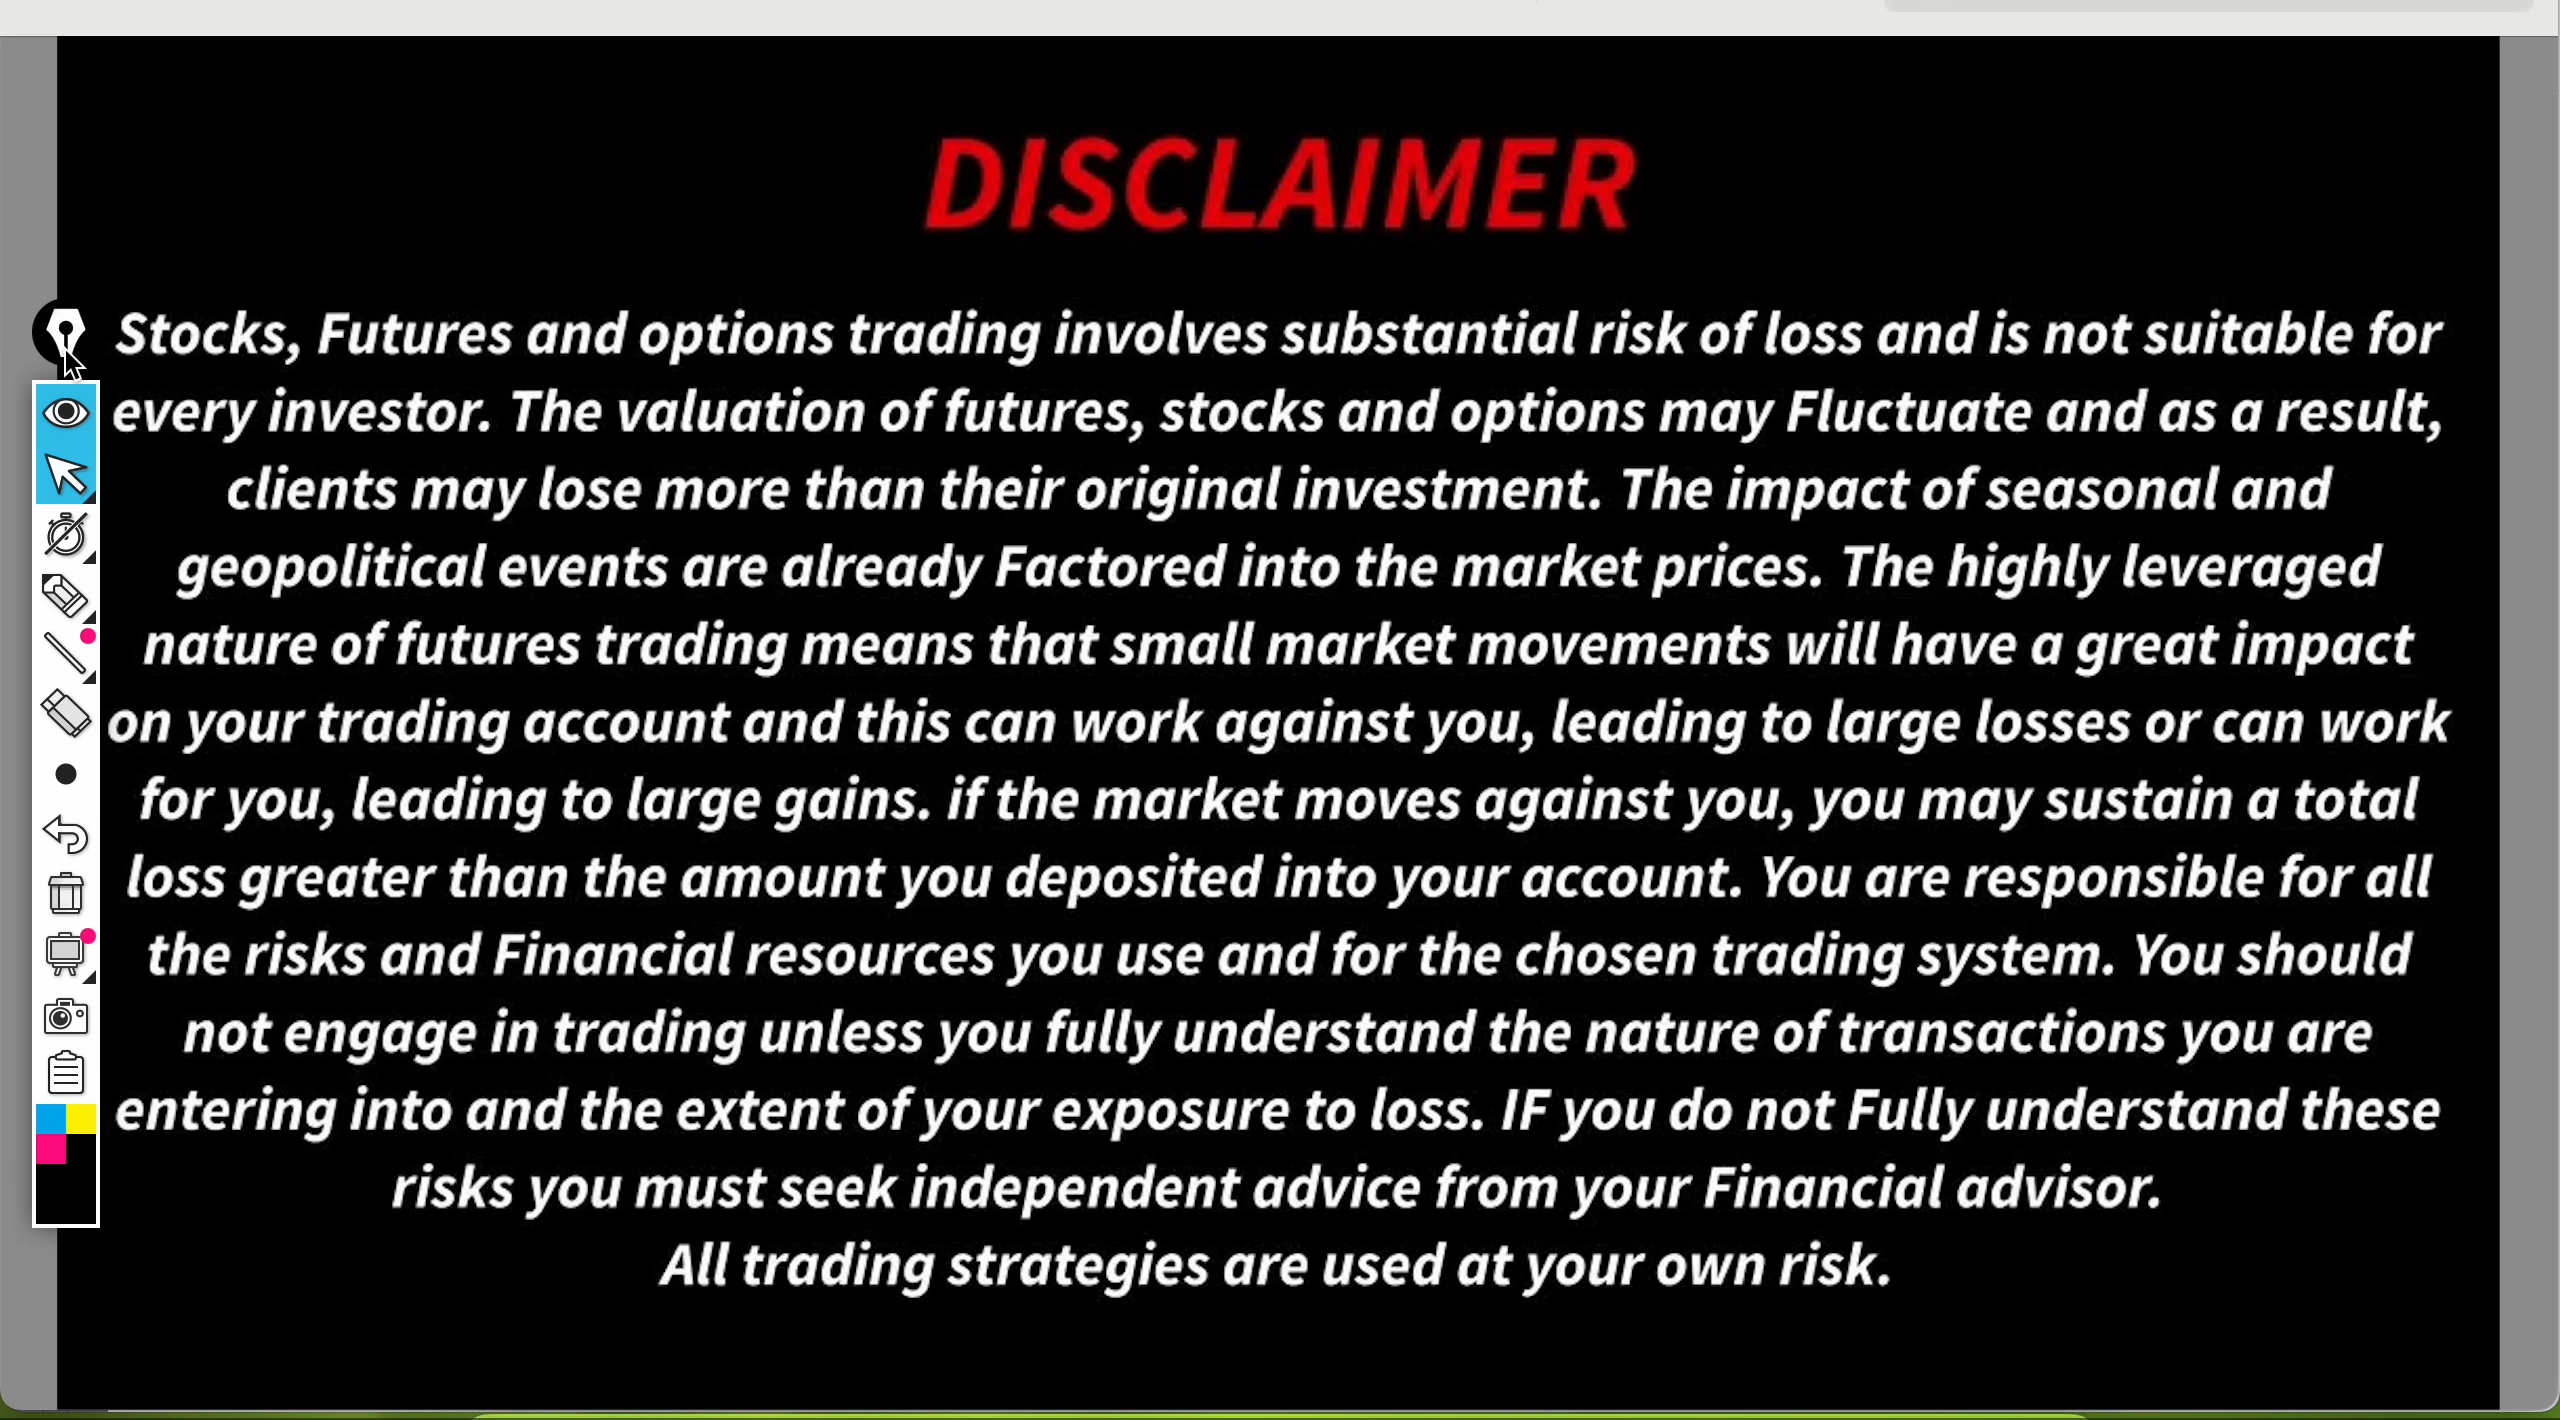 DISCLAIMER
Stocks, Futures and options trading involves substantial risk of loss and is not suitable for
every investor. The valuation of futures, stocks and options may Fluctuate and as a result,
clients may lose more than their original investment. The impact of seasonal and
geopolitical events are already Factored into the market prices. The highly leveraged
nature of futures trading means that small market movements will have a great impact
on your trading account and this can work against you, leading to large losses or can work
for you, leading to large gains. if the market moves against you, you may sustain a total
loss greater than the amount you deposited into your account. You are responsible for all
the risks and Financial resources you use and for the chosen trading system. You should
not engage in trading unless you fully understand the nature of transactions you are
entering into and the extent of your exposure to loss. IF you do not Fully understand these
risks you must seek independent advice from your Financial advisor.
All trading strategies are used at your own risk.